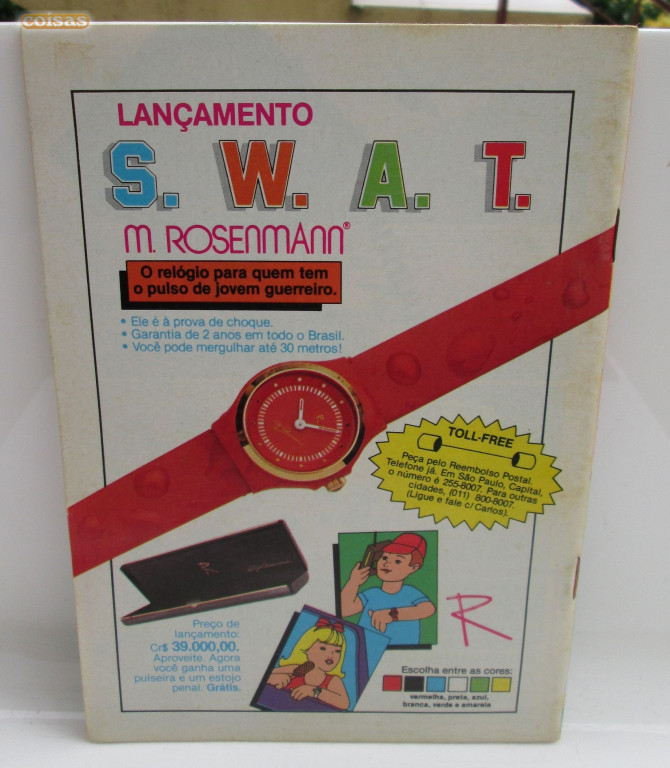 coisas
LANÇAMENTO
S. W. A. T.
M. ROSENMANN®
O relógio para quem tem
o pulso de jovem guerreiro.
• Ele é à prova de choque.
• Garantia de 2 anos em todo o Brasil.
• Você pode mergulhar até 30 metros!
TOLL-FREE
Peça pelo Reembolso Postal.
Telefone já. Em São Paulo, Capital,
o número é 255-8007. Para outras
cidades, (011) 800-8007.
(Ligue e fale c/ Carlos).
R
Preço de
lançamento:
Cr$ 39.000,00.
Aproveite. Agora
você ganha uma
pulseira e um estojo
penal. Grátis.
R
Escolha entre as cores:
vermelha, preta, azul,
branca, verde e amarela